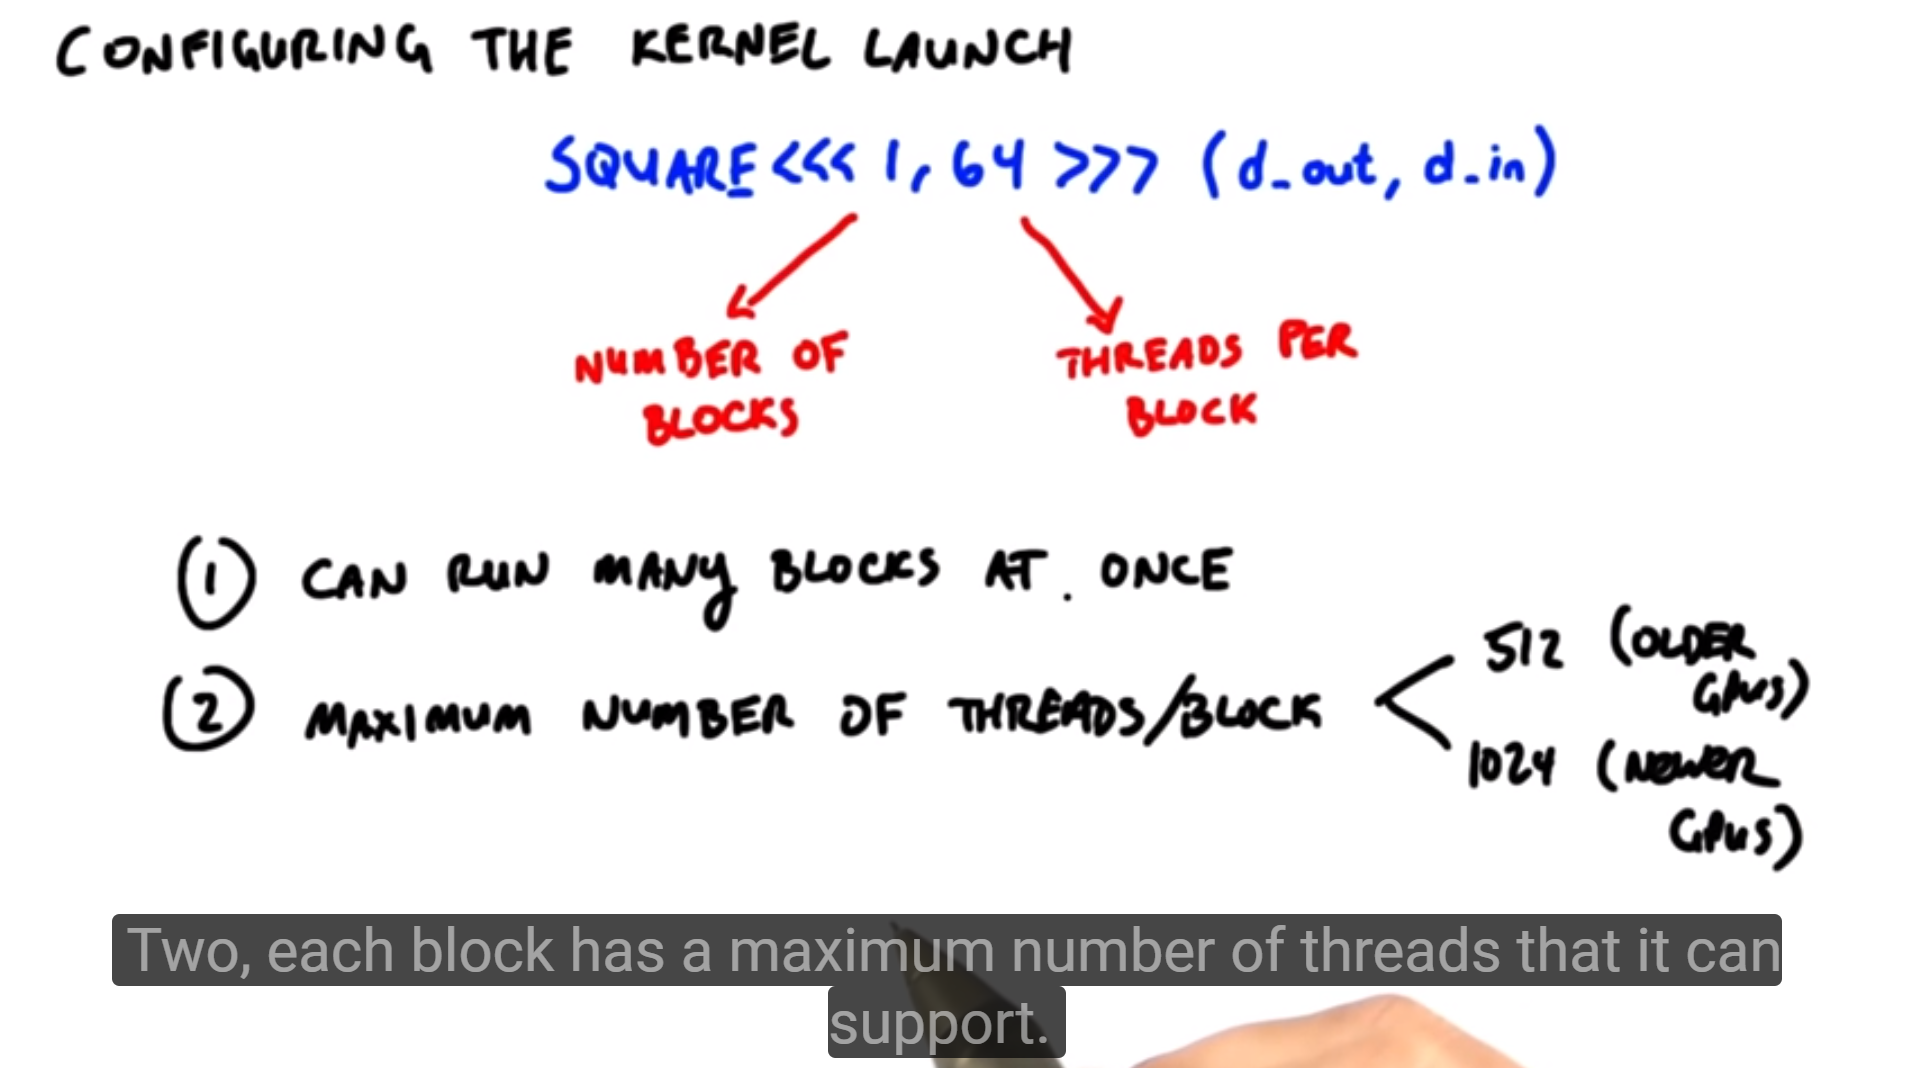 CONFIGURING THE KERNEL LAUNCH
SQUARE <<< 1, 64 >>> (d_out, d_in)
NUMBER OF
BLOCKS
THREADS PER
BLOCK
1 CAN RUN MANY BLOCKS AT. ONCE
2 MAXIMUM NUMBER OF THREADS/BLOCK
512 (OLDER
GPUS)
1024 (NEWER
GPUS)
Two, each block has a maximum number of threads that it can
support.